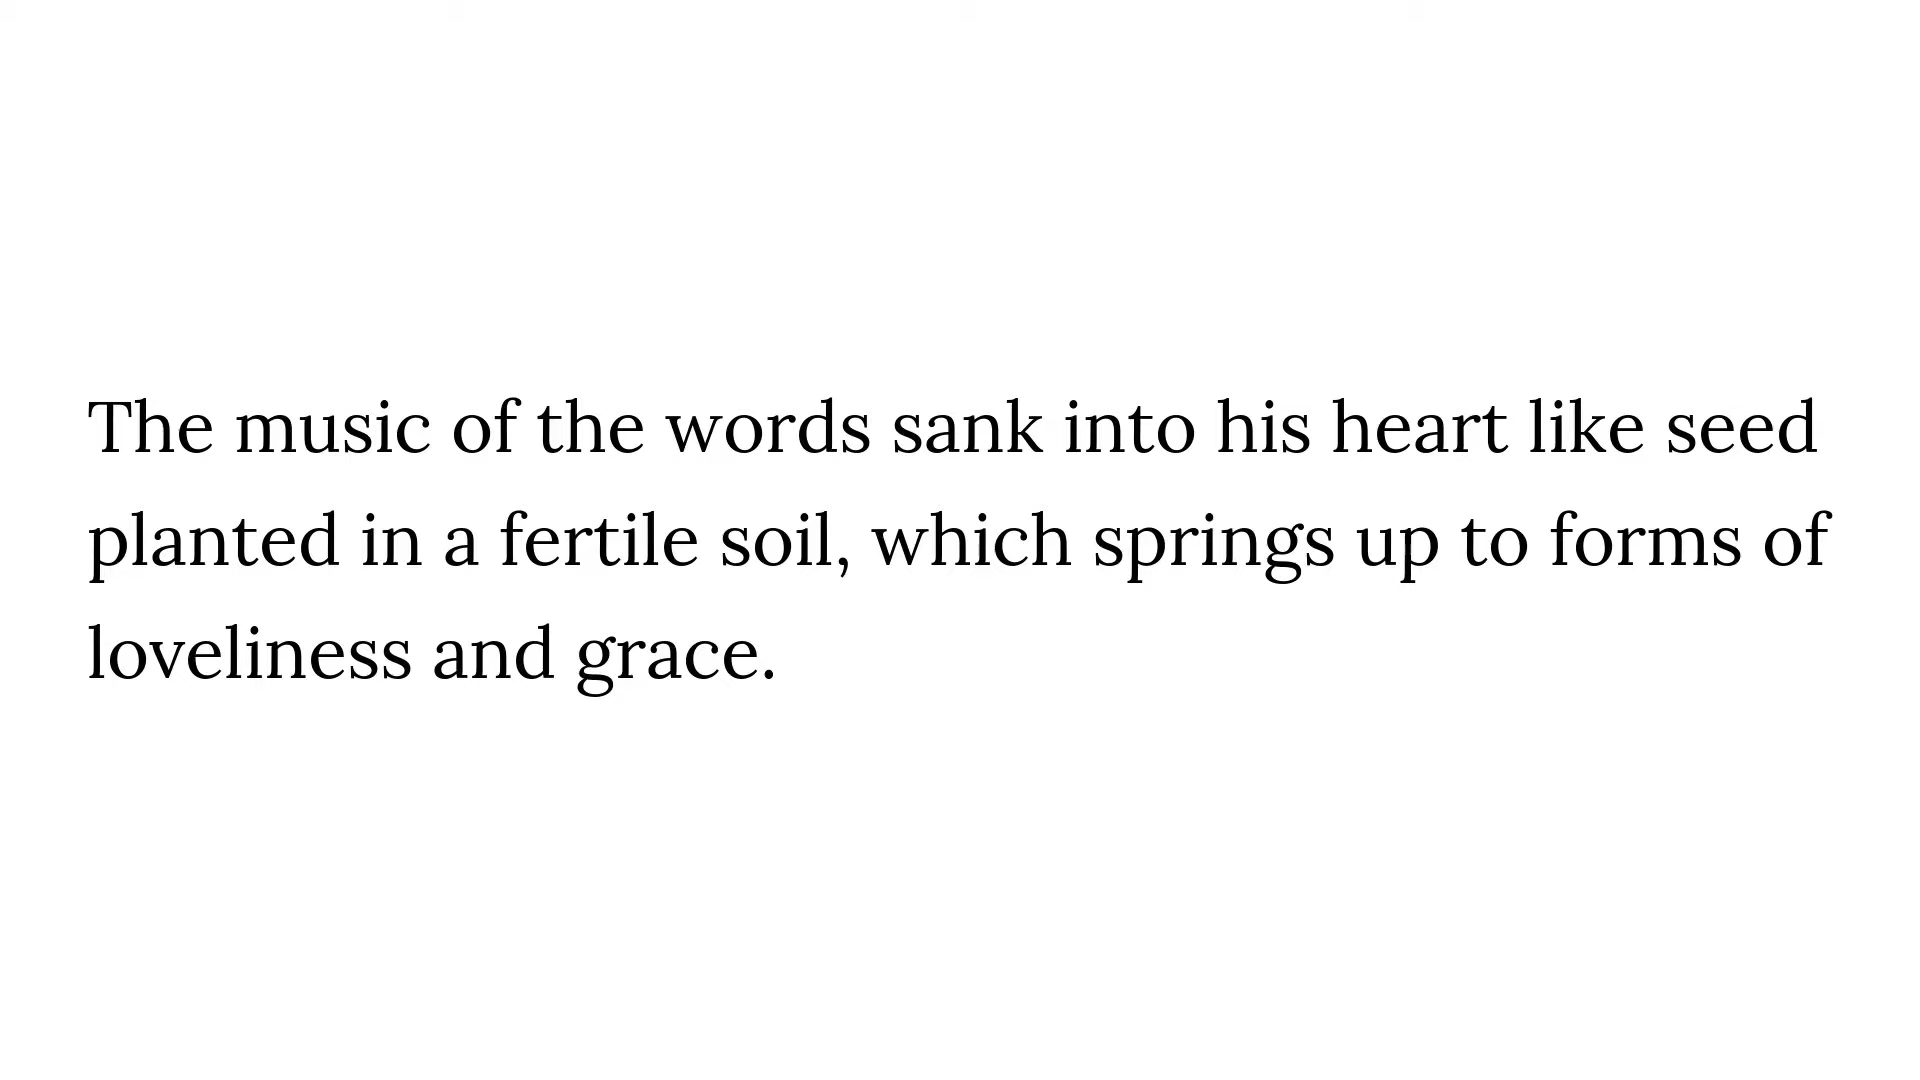 The music of the words sank into his heart like seed
planted in a fertile soil, which springs up to forms of
loveliness and grace.